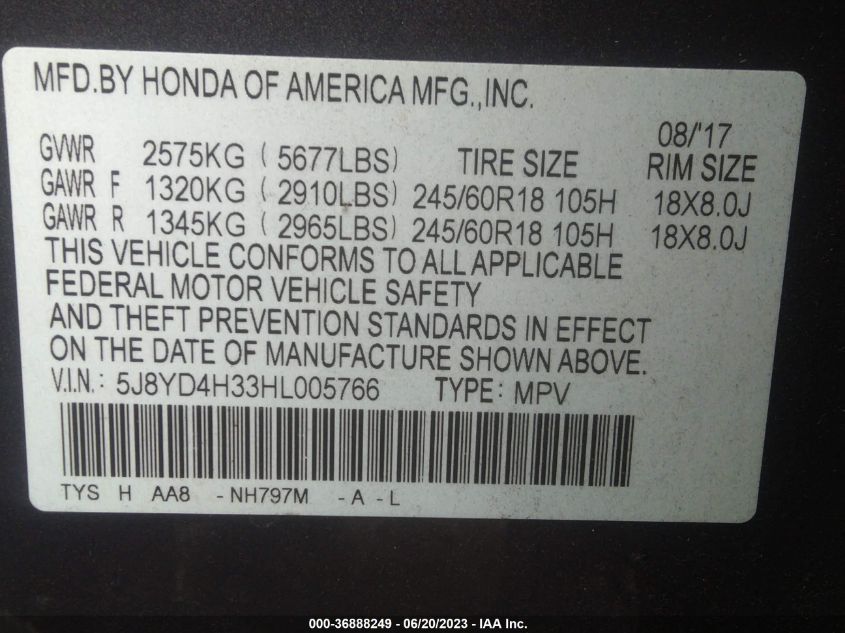 MFD.BY HONDA OF AMERICA MFG.,INC.
08/'17
GVWR 2575KG ( 5677LBS) TIRE SIZE RIM SIZE
GAWR F 1320KG ( 2910LBS) 245/60R18 105H 18X8.0J
GAWR R 1345KG ( 2965LBS) 245/60R18 105H 18X8.0J
THIS VEHICLE CONFORMS TO ALL APPLICABLE
FEDERAL MOTOR VEHICLE SAFETY
AND THEFT PREVENTION STANDARDS IN EFFECT
ON THE DATE OF MANUFACTURE SHOWN ABOVE.
V.I.N.: 5J8YD4H33HL005766 TYPE: MPV
TYS H AA8 - NH797M - A - L
000-36888249 - 06/20/2023 - IAA Inc.